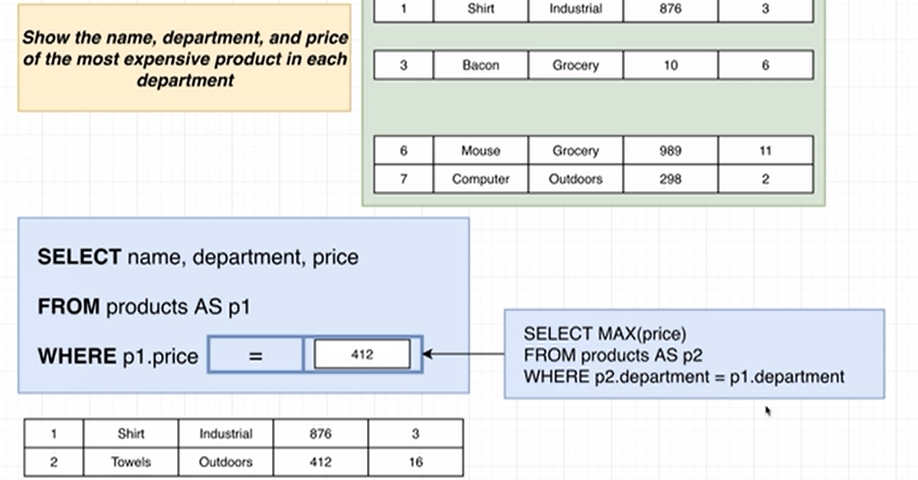 1 Shirt Industrial 876 3
Show the name, department, and price
of the most expensive product in each
department
3 Bacon Grocery 10 6
6 Mouse Grocery 989 11
7 Computer Outdoors 298 2
SELECT name, department, price
FROM products AS p1
WHERE p1.price = 412
SELECT MAX(price)
FROM products AS p2
WHERE p2.department = p1.department
1 Shirt Industrial 876 3
2 Towels Outdoors 412 16